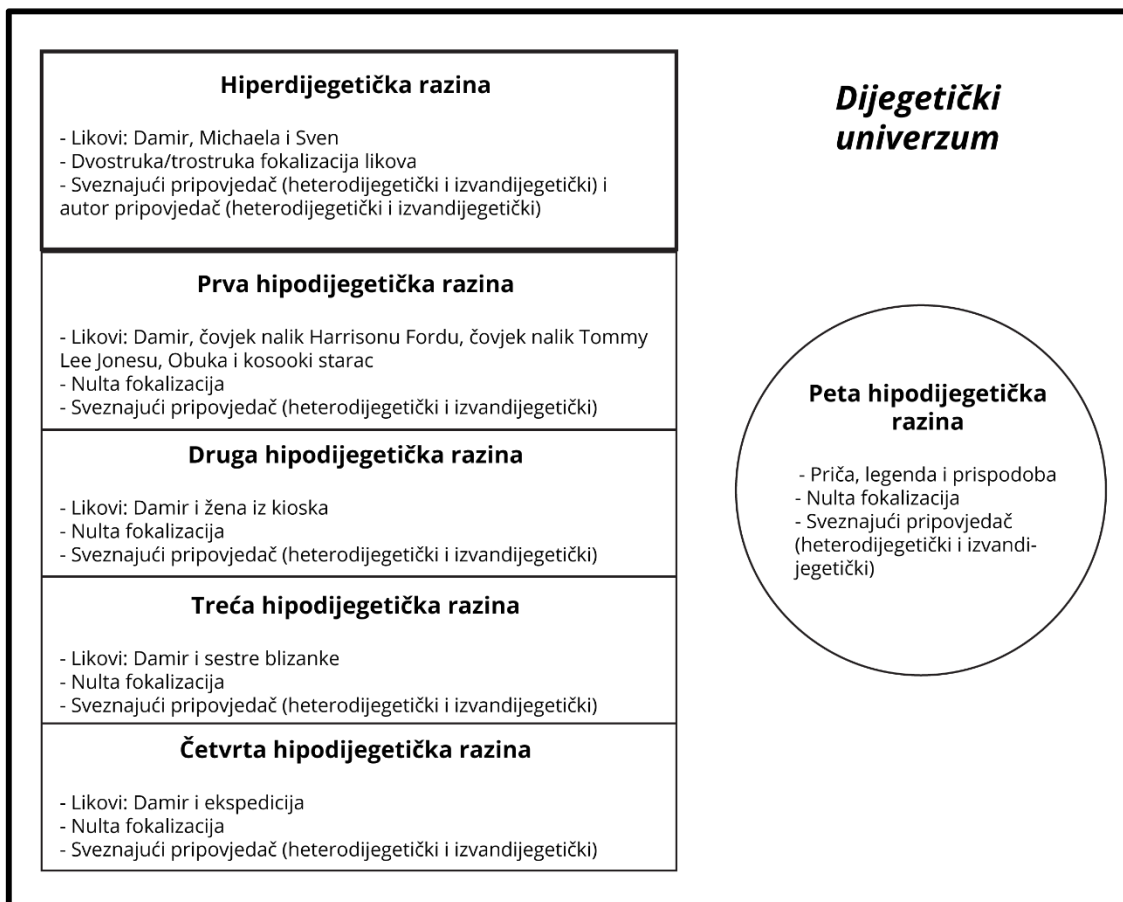 Hiperdijegetička razina
- Likovi: Damir, Michaela i Sven
- Dvostruka/trostruka fokalizacija likova
- Sveznajući pripovjedač (heterodijegetički i izvandijegetički) i
autor pripovjedač (heterodijegetički i izvandijegetički)
Prva hipodijegetička razina
- Likovi: Damir, čovjek nalik Harrisonu Fordu, čovjek nalik Tommy
Lee Jonesu, Obuka i kosooki starac
- Nulta fokalizacija
- Sveznajući pripovjedač (heterodijegetički i izvandijegetički)
Druga hipodijegetička razina
- Likovi: Damir i žena iz kioska
- Nulta fokalizacija
- Sveznajući pripovjedač (heterodijegetički i izvandijegetički)
Treća hipodijegetička razina
- Likovi: Damir i sestre blizanke
- Nulta fokalizacija
- Sveznajući pripovjedač (heterodijegetički i izvandijegetički)
Četvrta hipodijegetička razina
- Likovi: Damir i ekspedicija
- Nulta fokalizacija
- Sveznajući pripovjedač (heterodijegetički i izvandijegetički)
Dijegetički
univerzum
Peta hipodijegetička
razina
- Priča, legenda i prispodoba
- Nulta fokalizacija
- Sveznajući pripovjedač
(heterodijegetički i izvandi-
jegetički)